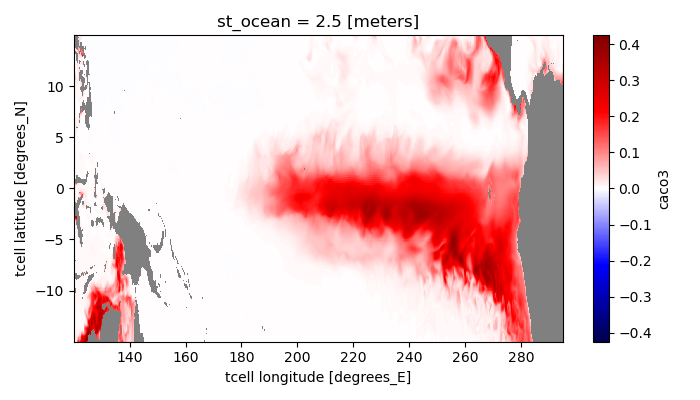 st_ocean = 2.5 [meters]
10
5
0
−5
−10
tcell latitude [degrees_N]
140 160 180 200 220 240 260 280
tcell longitude [degrees_E]
0.4
0.3
0.2
0.1
0.0
−0.1
−0.2
−0.3
−0.4
caco3